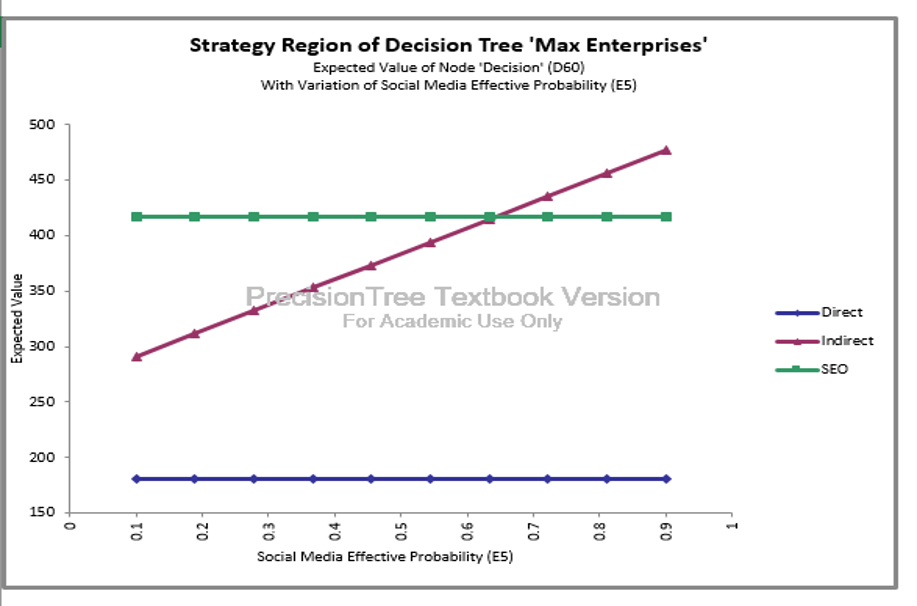 Strategy Region of Decision Tree 'Max Enterprises'
Expected Value of Node 'Decision' (D60)
With Variation of Social Media Effective Probability (E5)
500
450
400
350
300
250
200
150
Expected Value
PrecisionTree Textbook Version
For Academic Use Only
Direct
Indirect
SEO
0
0.1
0.2
0.3
0.4
0.5
0.6
0.7
0.8
0.9
1
Social Media Effective Probability (E5)